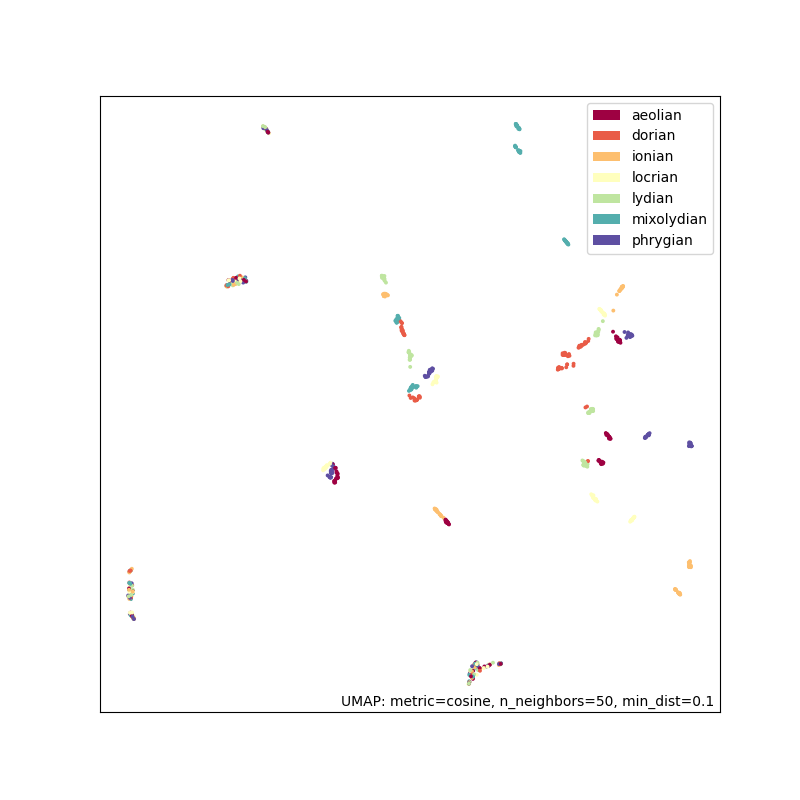 aeolian
dorian
ionian
locrian
lydian
mixolydian
phrygian
UMAP: metric=cosine, n_neighbors=50, min_dist=0.1